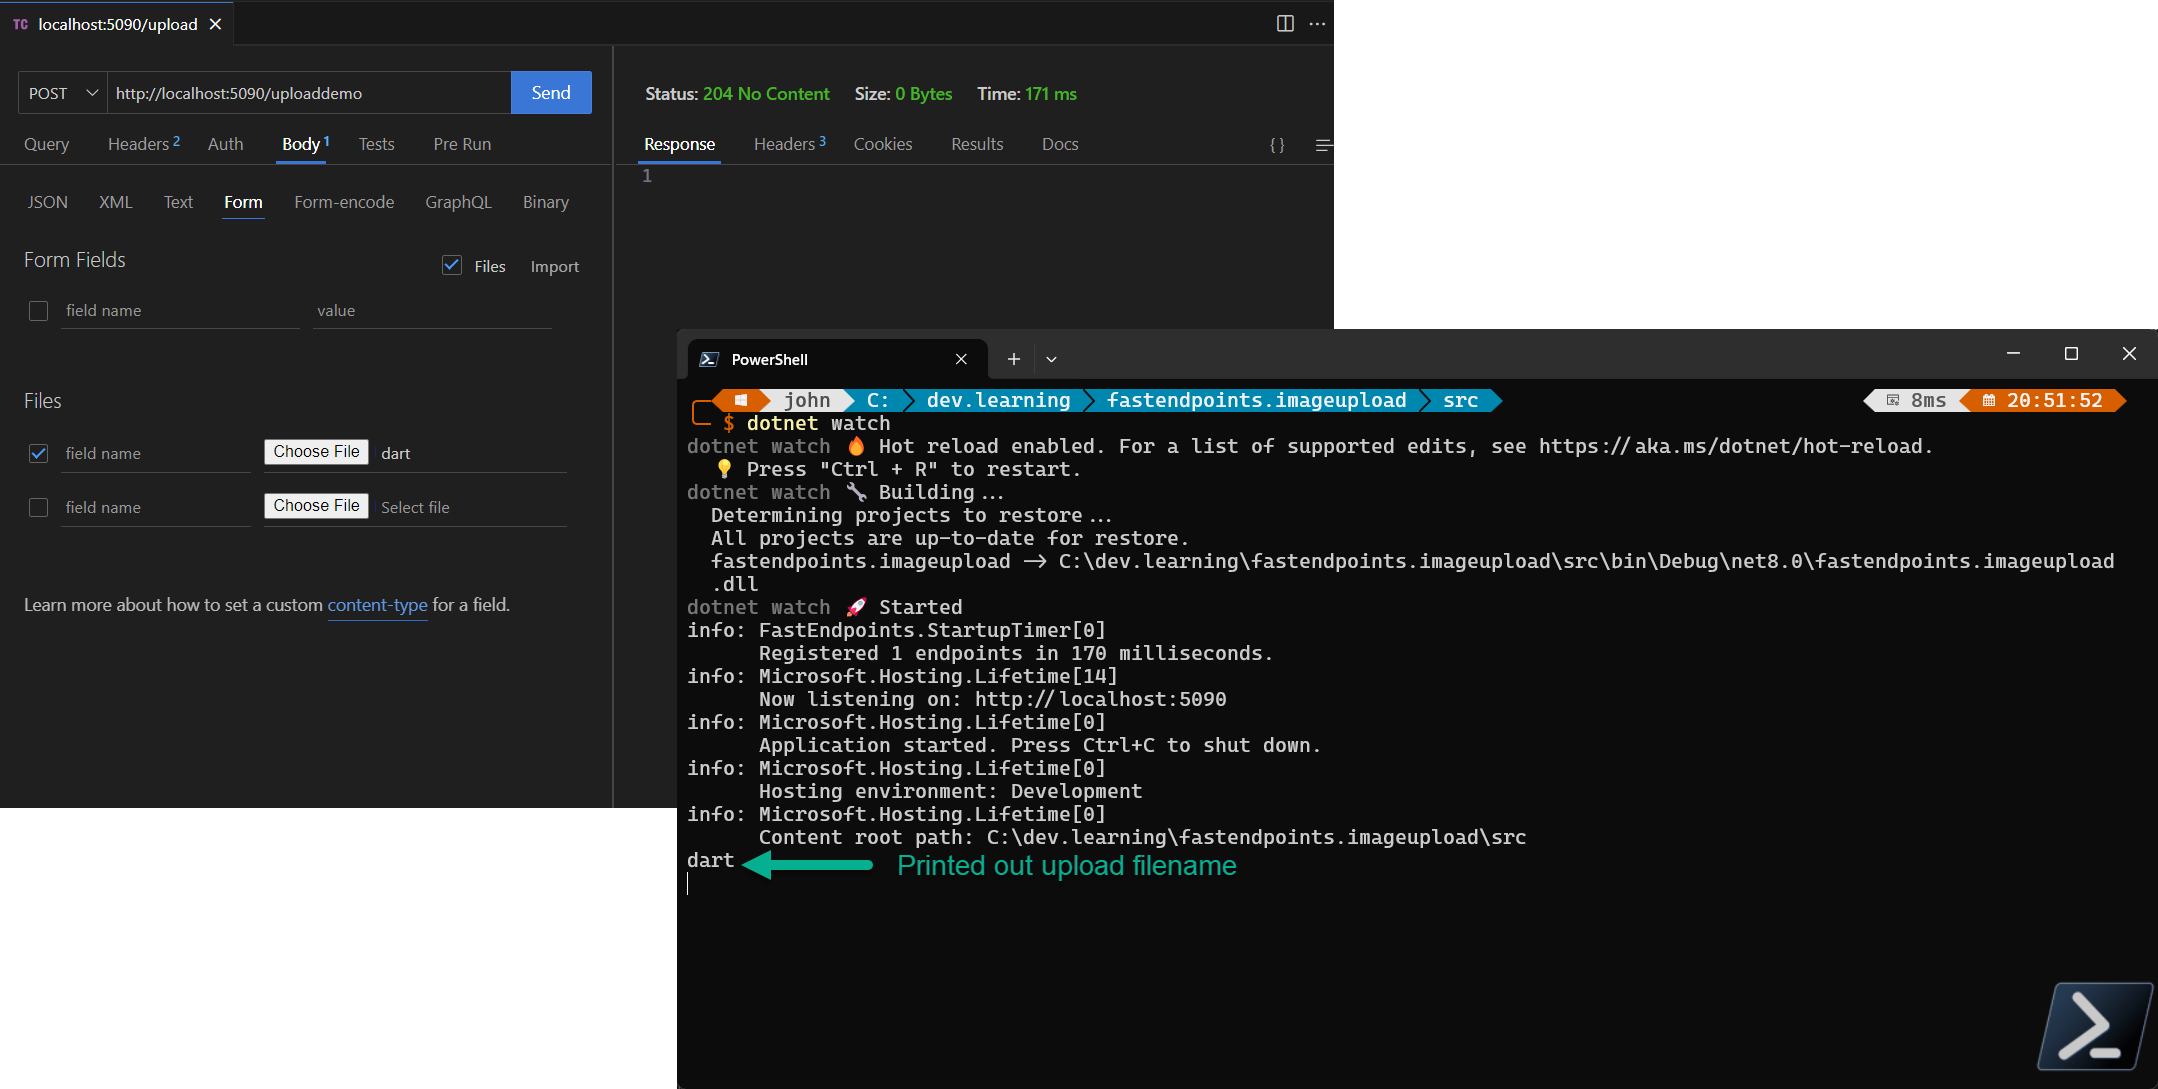 TC localhost:5090/upload
POST http://localhost:5090/uploaddemo Send
Query Headers 2 Auth Body 1 Tests Pre Run
JSON XML Text Form Form-encode GraphQL Binary
Form Fields
Files Import
field name value
Files
field name Choose File dart
field name Choose File Select file
Learn more about how to set a custom content-type for a field.
Status: 204 No Content Size: 0 Bytes Time: 171 ms
Response Headers 3 Cookies Results Docs { }
1
PowerShell
john C: dev.learning fastendpoints.imageupload src 8ms 20:51:52
$ dotnet watch
dotnet watch 🔥 Hot reload enabled. For a list of supported edits, see https://aka.ms/dotnet/hot-reload.
💡 Press "Ctrl + R" to restart.
dotnet watch 🔧 Building...
Determining projects to restore...
All projects are up-to-date for restore.
fastendpoints.imageupload -> C:\dev.learning\fastendpoints.imageupload\src\bin\Debug\net8.0\fastendpoints.imageupload
.dll
dotnet watch 🚀 Started
info: FastEndpoints.StartupTimer[0]
Registered 1 endpoints in 170 milliseconds.
info: Microsoft.Hosting.Lifetime[14]
Now listening on: http://localhost:5090
info: Microsoft.Hosting.Lifetime[0]
Application started. Press Ctrl+C to shut down.
info: Microsoft.Hosting.Lifetime[0]
Hosting environment: Development
info: Microsoft.Hosting.Lifetime[0]
Content root path: C:\dev.learning\fastendpoints.imageupload\src
dart Printed out upload filename